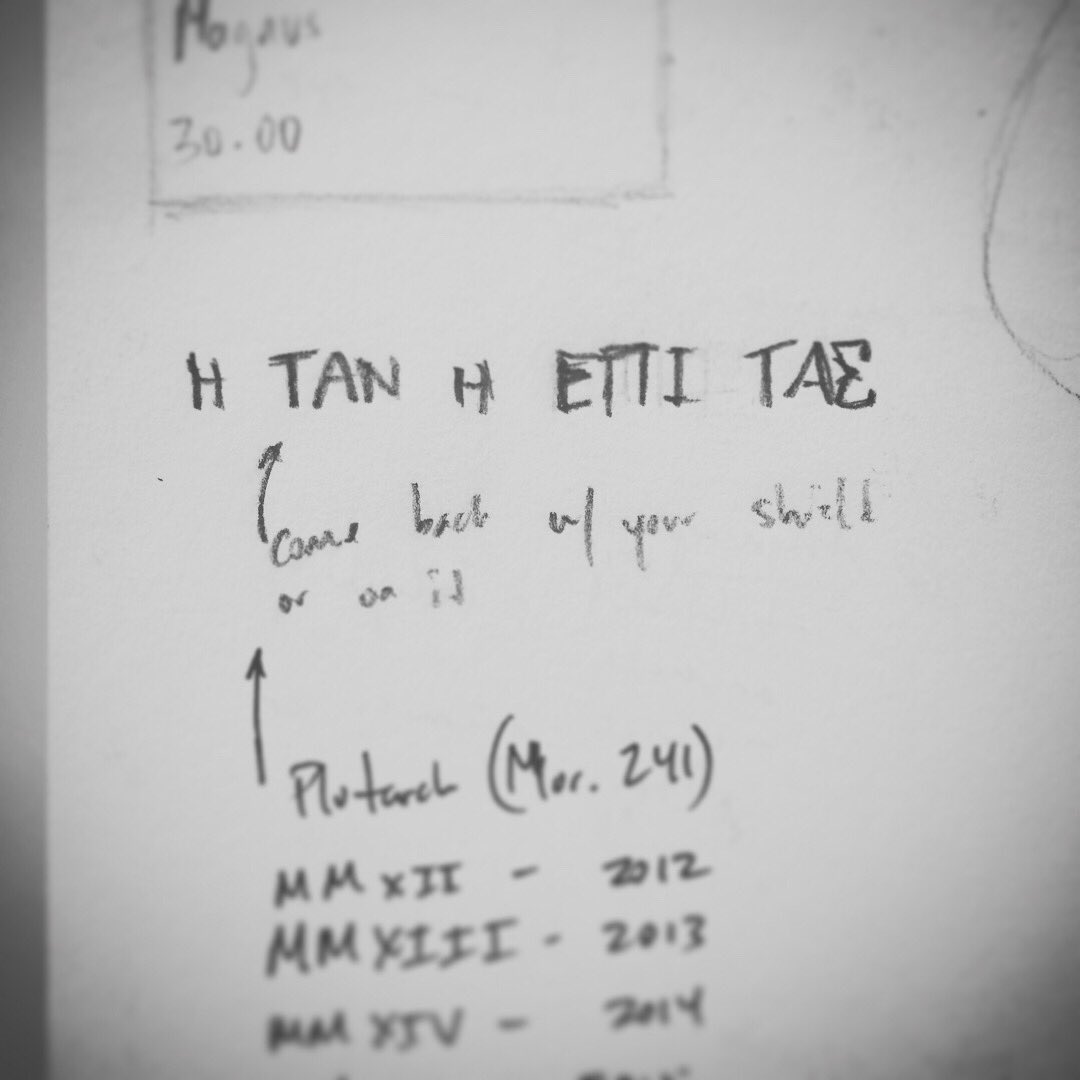 Magnus
30.00
Η ΤΑΝ Η ΕΠΙ ΤΑΣ
Come back w/ your shield
or on it
Plutarch (Mor. 241)
MMXII - 2012
MMXIII - 2013
MMXIV - 2014